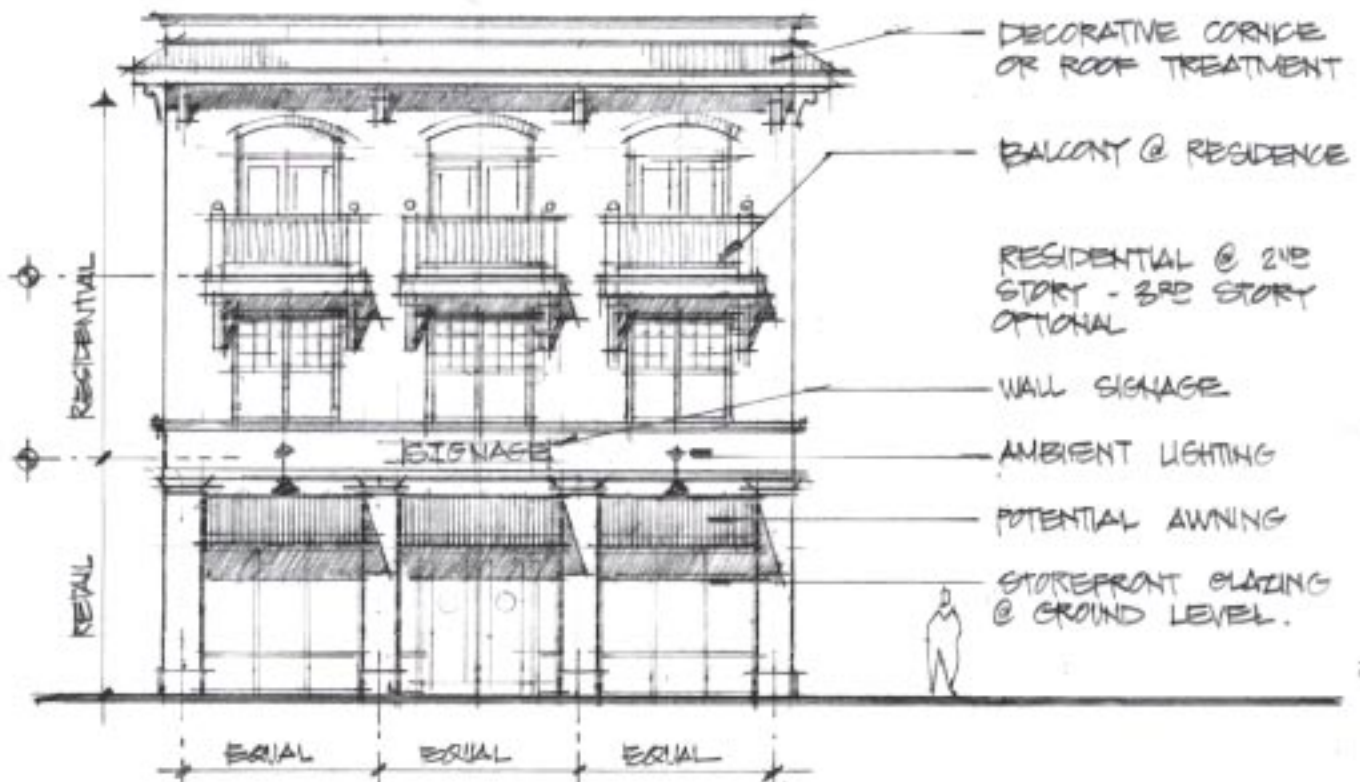 DECORATIVE CORNICE
OR ROOF TREATMENT
BALCONY @ RESIDENCE
RESIDENTIAL @ 2ND
STORY - 3RD STORY
OPTIONAL
WALL SIGNAGE
AMBIENT LIGHTING
POTENTIAL AWNING
STOREFRONT GLAZING
@ GROUND LEVEL.
RESIDENTIAL
RETAIL
SIGNAGE
EQUAL EQUAL EQUAL